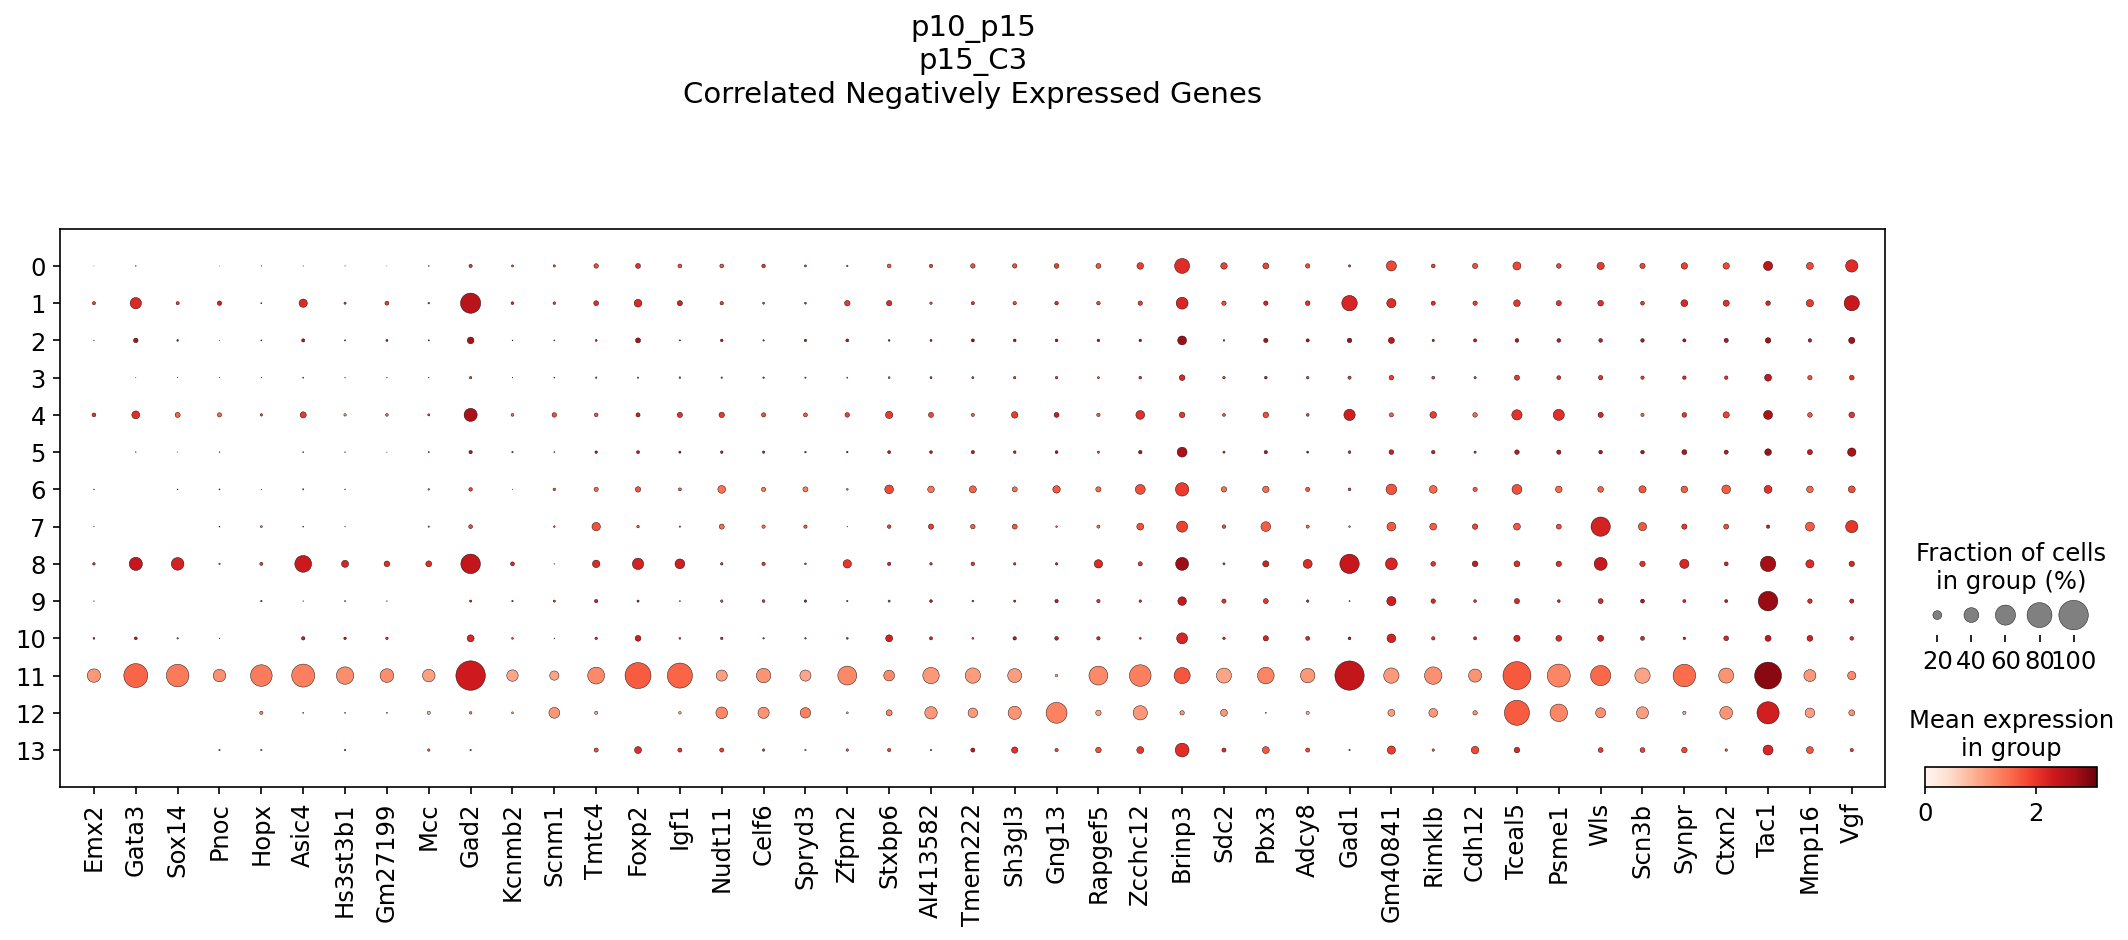 p10_p15
p15_C3
Correlated Negatively Expressed Genes
0
1
2
3
4
5
6
7
8
9
10
11
12
13
Emx2
Gata3
Sox14
Pnoc
Hopx
Asic4
Hs3st3b1
Gm27199
Mcc
Gad2
Kcnmb2
Scnm1
Tmtc4
Foxp2
Igf1
Nudt11
Celf6
Spryd3
Zfpm2
Stxbp6
AI413582
Tmem222
Sh3gl3
Gng13
Rapgef5
Zcchc12
Brinp3
Sdc2
Pbx3
Adcy8
Gad1
Gm40841
Rimklb
Cdh12
Tceal5
Psme1
Wls
Scn3b
Synpr
Ctxn2
Tac1
Mmp16
Vgf
Fraction of cells
in group (%)
20 40 60 80 100
Mean expression
in group
0 2